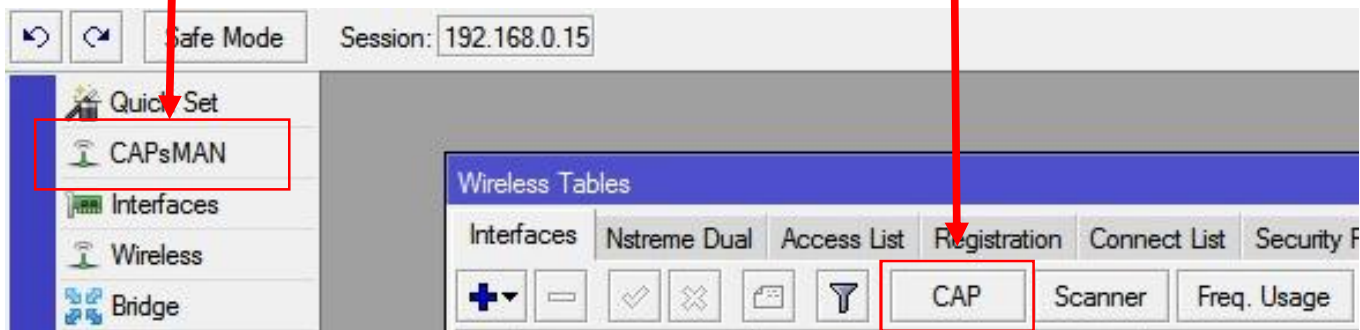 Safe Mode Session: 192.168.0.15
Quick Set
CAPsMAN
Interfaces
Wireless
Bridge
Wireless Tables
Interfaces Nstreme Dual Access List Registration Connect List Security
CAP Scanner Freq. Usage